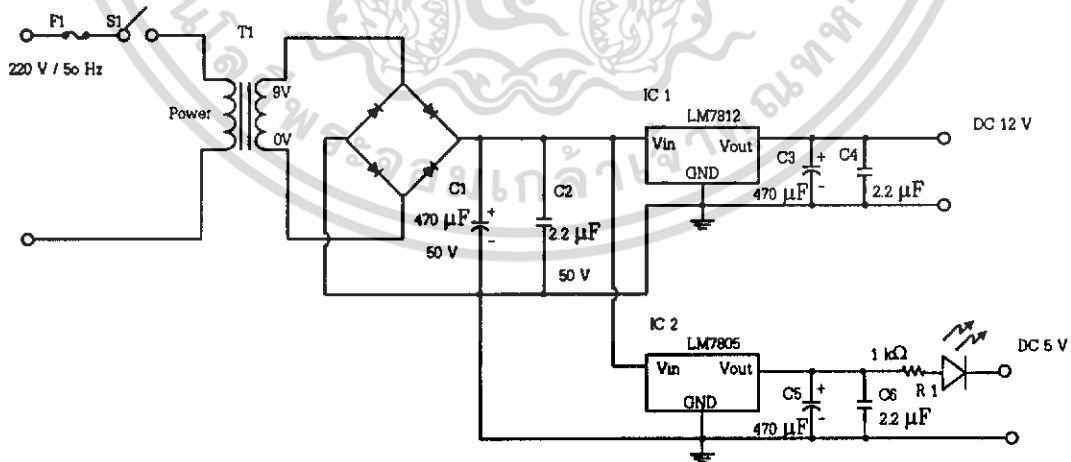 F1
S1
T1
220 V / 5o Hz
Power
9V
0V
IC 1
LM7812
Vin
Vout
GND
DC 12 V
C1
470 μF
+
-
50 V
C2
2.2 μF
50 V
C3
+
-
470 μF
C4
2.2 μF
IC 2
LM7805
Vin
Vout
GND
C5
+
-
470 μF
C6
2.2 μF
1 kΩ
R 1
DC 5 V